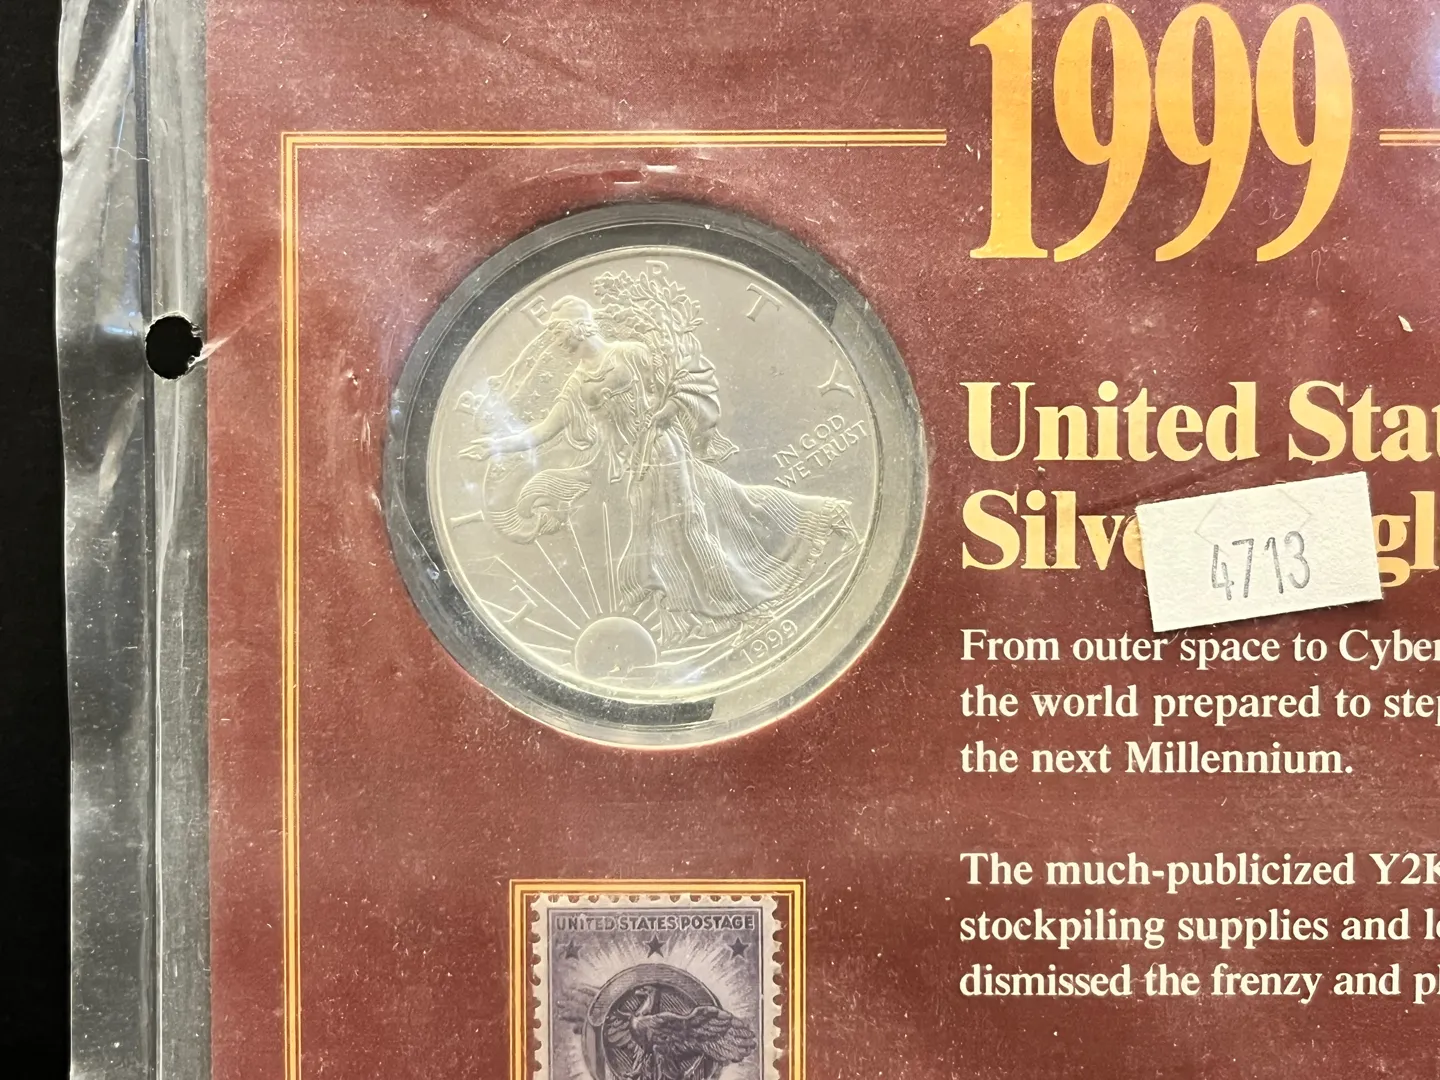 1999
LIBERTY
IN GOD
WE TRUST
1999
United Stat
Silve gl
4713
From outer space to Cyber
the world prepared to step
the next Millennium.
The much-publicized Y2K
stockpiling supplies and l
dismissed the frenzy and pl
UNITED STATES POSTAGE